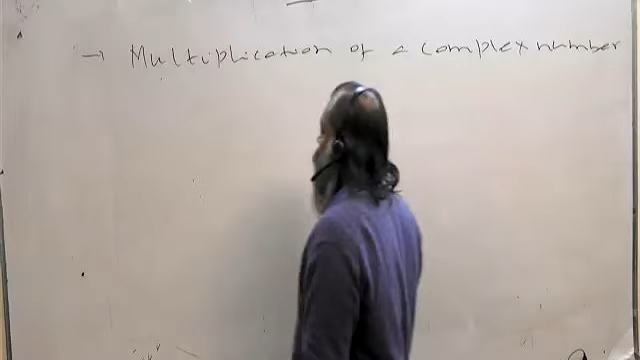 → Multiplication of a complex number